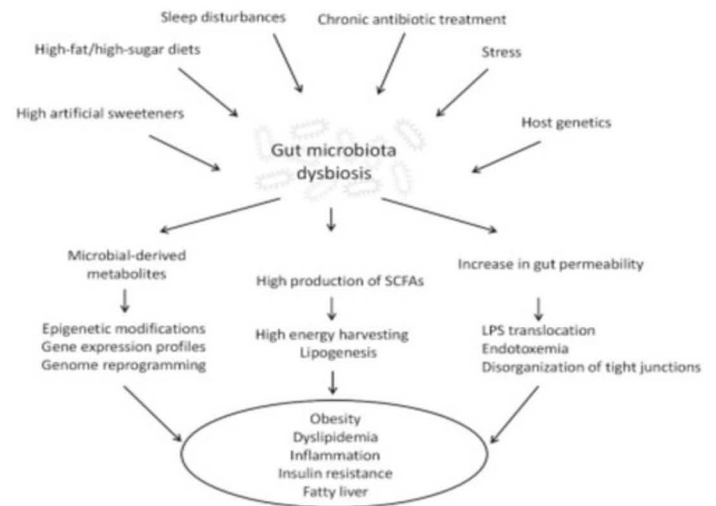 Sleep disturbances
Chronic antibiotic treatment
High-fat/high-sugar diets
Stress
High artificial sweeteners
Host genetics
Gut microbiota
dysbiosis
Microbial-derived
metabolites
High production of SCFAs
Increase in gut permeability
Epigenetic modifications
Gene expression profiles
Genome reprogramming
High energy harvesting
Lipogenesis
LPS translocation
Endotoxemia
Disorganization of tight junctions
Obesity
Dyslipidemia
Inflammation
Insulin resistance
Fatty liver